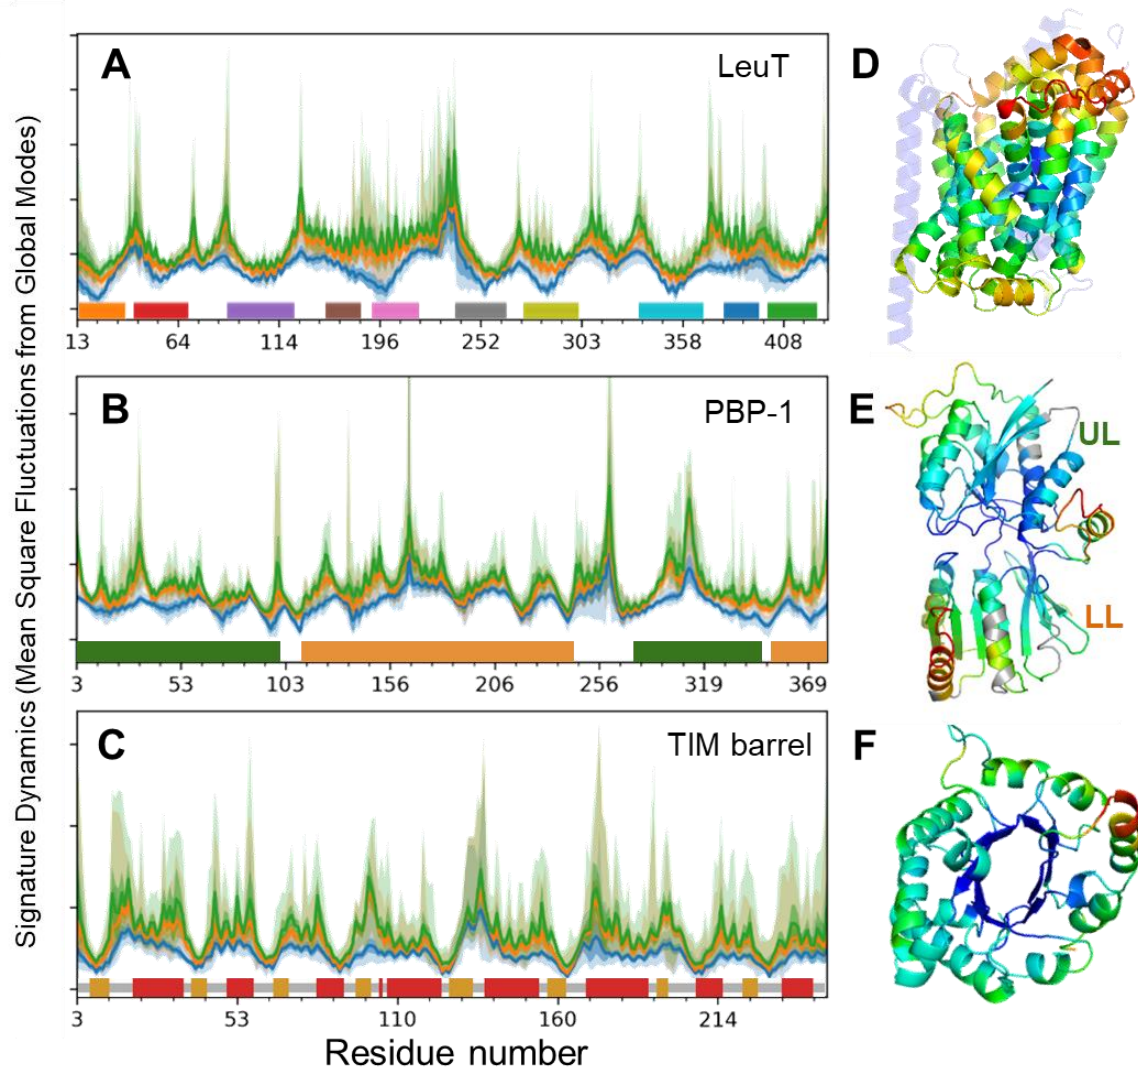 Signature Dynamics (Mean Square Fluctuations from Global Modes)
A
LeuT
13 64 114 196 252 303 358 408
D
B
PBP-1
3 53 103 156 206 256 319 369
E
UL
LL
C
TIM barrel
3 53 110 160 214
F
Residue number